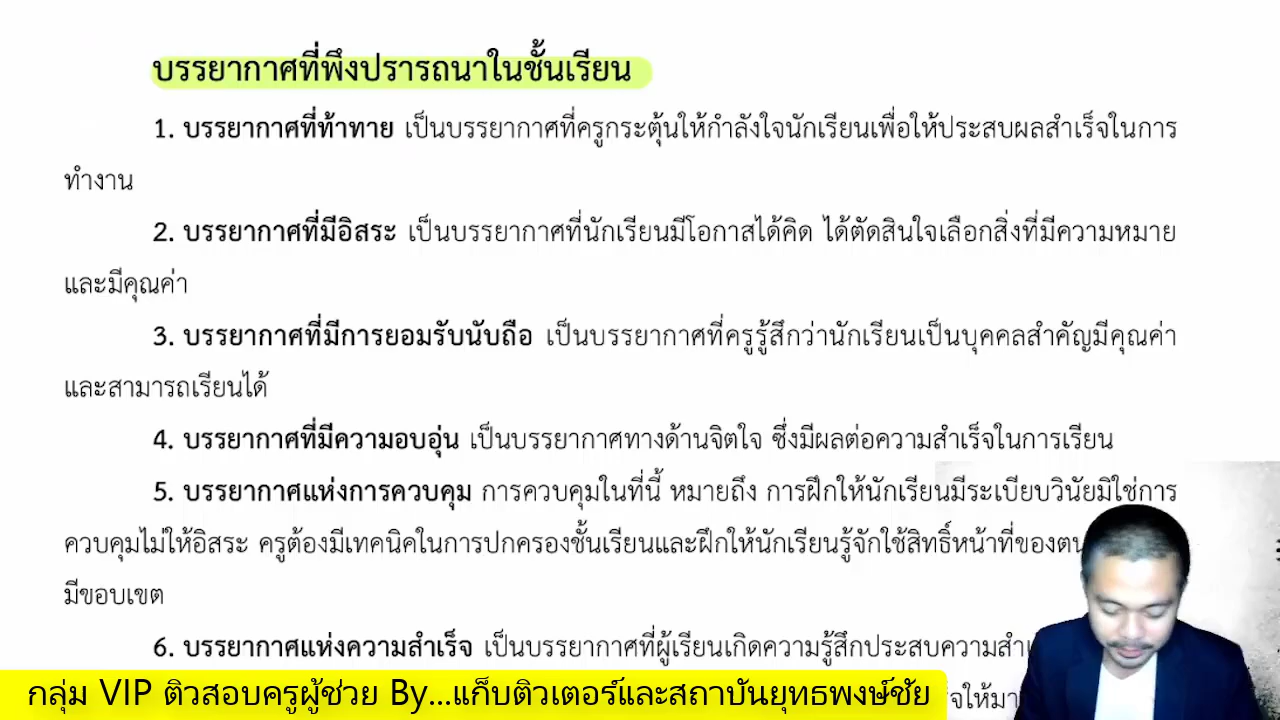 บรรยากาศที่พึงปรารถนาในชั้นเรียน
1. บรรยากาศที่ท้าทาย เป็นบรรยากาศที่ครูกระตุ้นให้กำลังใจนักเรียนเพื่อให้ประสบผลสำเร็จในการ
ทำงาน
2. บรรยากาศที่มีอิสระ เป็นบรรยากาศที่นักเรียนมีโอกาสได้คิด ได้ตัดสินใจเลือกสิ่งที่มีความหมาย
และมีคุณค่า
3. บรรยากาศที่มีการยอมรับนับถือ เป็นบรรยากาศที่ครูรู้สึกว่านักเรียนเป็นบุคคลสำคัญมีคุณค่า
และสามารถเรียนได้
4. บรรยากาศที่มีความอบอุ่น เป็นบรรยากาศทางด้านจิตใจ ซึ่งมีผลต่อความสำเร็จในการเรียน
5. บรรยากาศแห่งการควบคุม การควบคุมในที่นี้ หมายถึง การฝึกให้นักเรียนมีระเบียบวินัยมิใช่การ
ควบคุมไม่ให้อิสระ ครูต้องมีเทคนิคในการปกครองชั้นเรียนและฝึกให้นักเรียนรู้จักใช้สิทธิ์หน้าที่ของตน
มีขอบเขต
6. บรรยากาศแห่งความสำเร็จ เป็นบรรยากาศที่ผู้เรียนเกิดความรู้สึกประสบความ
กลุ่ม VIP ติวสอบครูผู้ช่วย By...แก็บติวเตอร์และสถาบันยุทธพงษ์ชัย